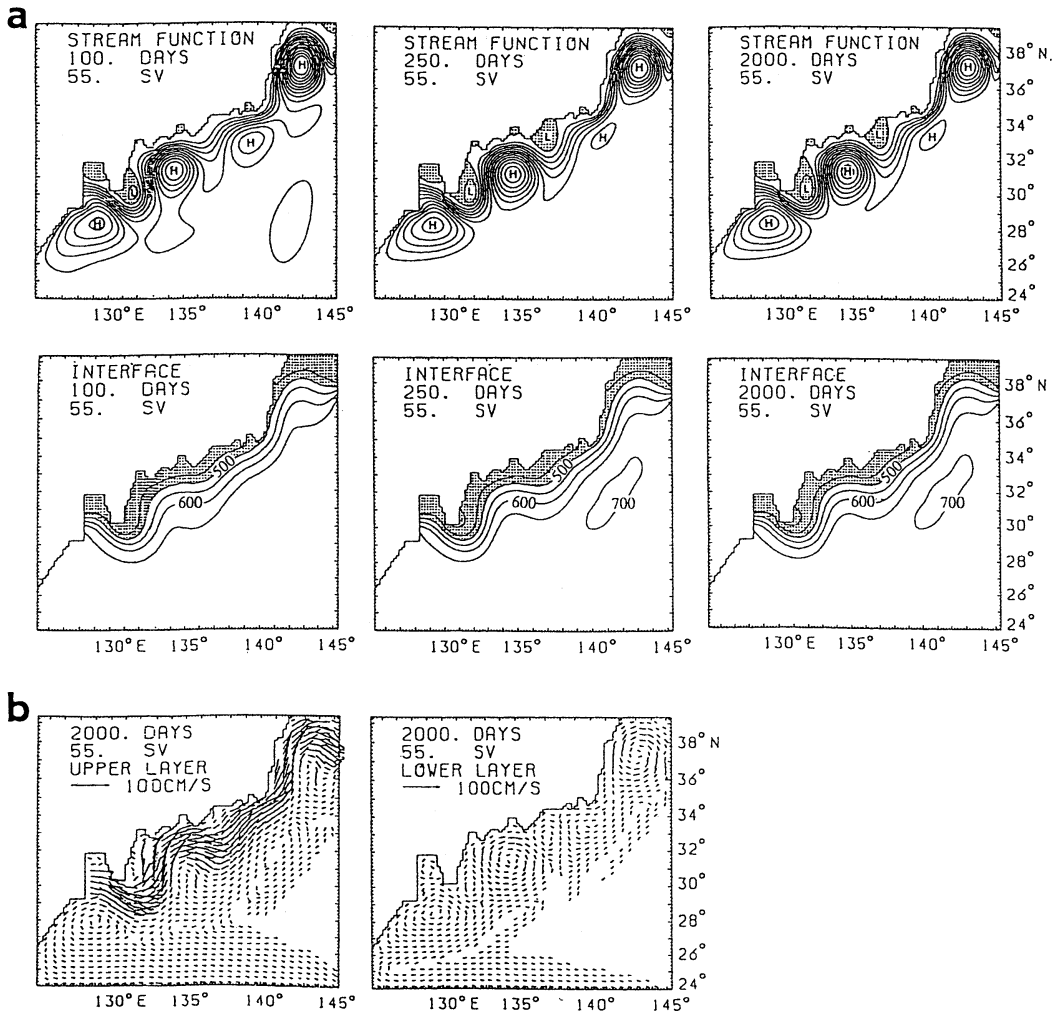 a
STREAM FUNCTION
100. DAYS
55. SV
H
H
H
L
H
130°E 135° 140° 145°
STREAM FUNCTION
250. DAYS
55. SV
H
L
H
H
L
H
130°E 135° 140° 145°
STREAM FUNCTION
2000. DAYS
55. SV
H
L
H
H
L
H
38°N.
36°
34°
32°
30°
28°
26°
24°
130°E 135° 140° 145°
INTERFACE
100. DAYS
55. SV
500
600
130°E 135° 140° 145°
INTERFACE
250. DAYS
55. SV
500
600
700
130°E 135° 140° 145°
INTERFACE
2000. DAYS
55. SV
500
600
700
38°N
36°
34°
32°
30°
28°
26°
24°
130°E 135° 140° 145°
b
2000. DAYS
55. SV
UPPER LAYER
100CM/S
130°E 135° 140° 145°
2000. DAYS
55. SV
LOWER LAYER
100CM/S
38°N
36°
34°
32°
30°
28°
26°
24°
130°E 135° 140° 145°